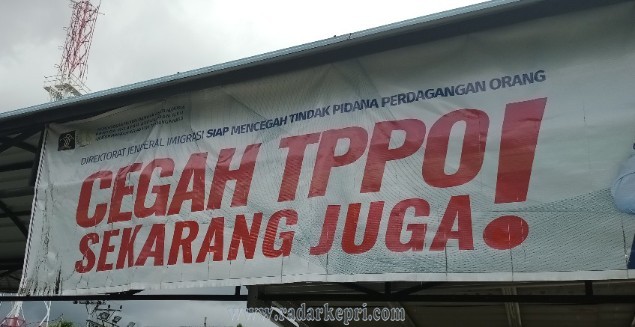 DIREKTORAT JENDERAL IMIGRASI SIAP MENCEGAH TINDAK PIDANA PERDAGANGAN ORANG
CEGAH TPPO
SEKARANG JUGA!
www.radarkepri.com